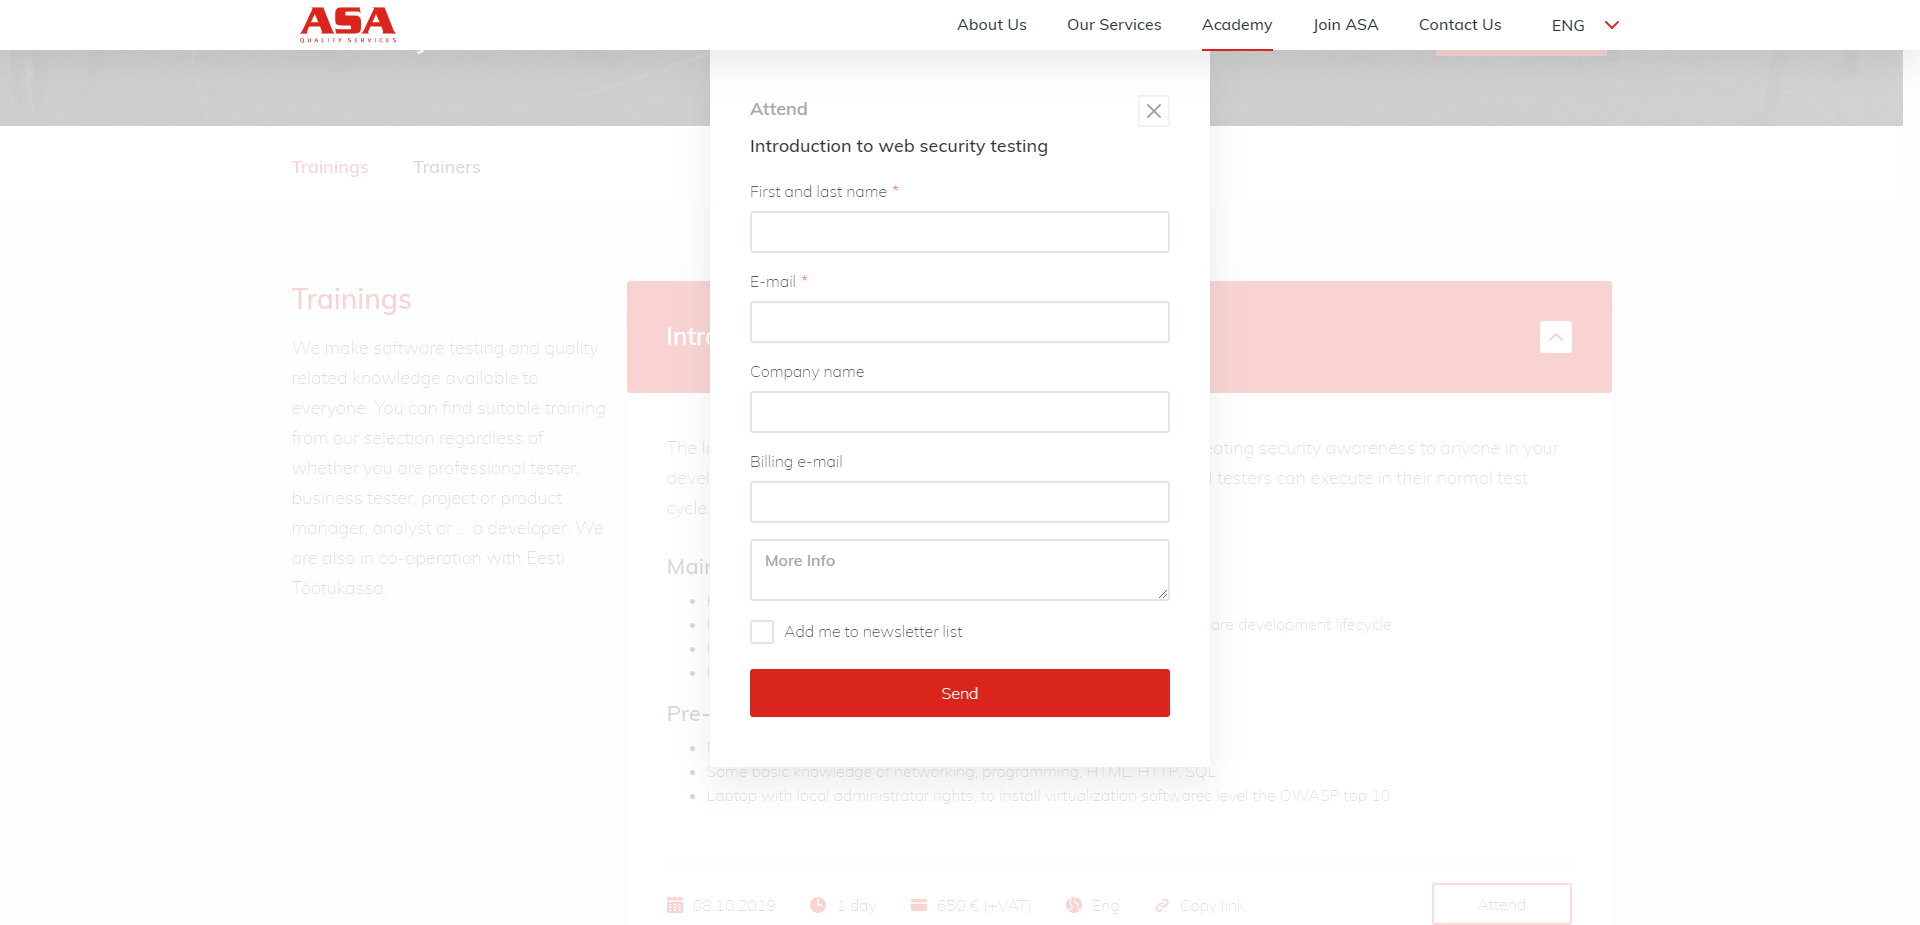 ASA
QUALITY SERVICES
About Us
Our Services
Academy
Join ASA
Contact Us
ENG
Attend
Introduction to web security testing
First and last name *
E-mail *
Company name
Billing e-mail
More Info
Add me to newsletter list
Send
Trainings
Trainers
Trainings
We make software testing and quality
related knowledge available to
everyone. You can find suitable training
from our selection regardless of
whether you are professional tester,
business tester, project or product
manager, analyst or ... a developer. We
are also in co-operation with Eesti
Töötukassa.
The
eating security awareness to anyone in your
testers can execute in their normal test
cycle.
are development lifecycle
Pre-
Some basic knowledge of networking, programming, HTML. HTTP, SQL
Laptop with local administrator rights, to install virtualization softwarec level the OWASP top 10
08.10.2019
1 day
650 € (+VAT)
Eng
Copy link
Attend